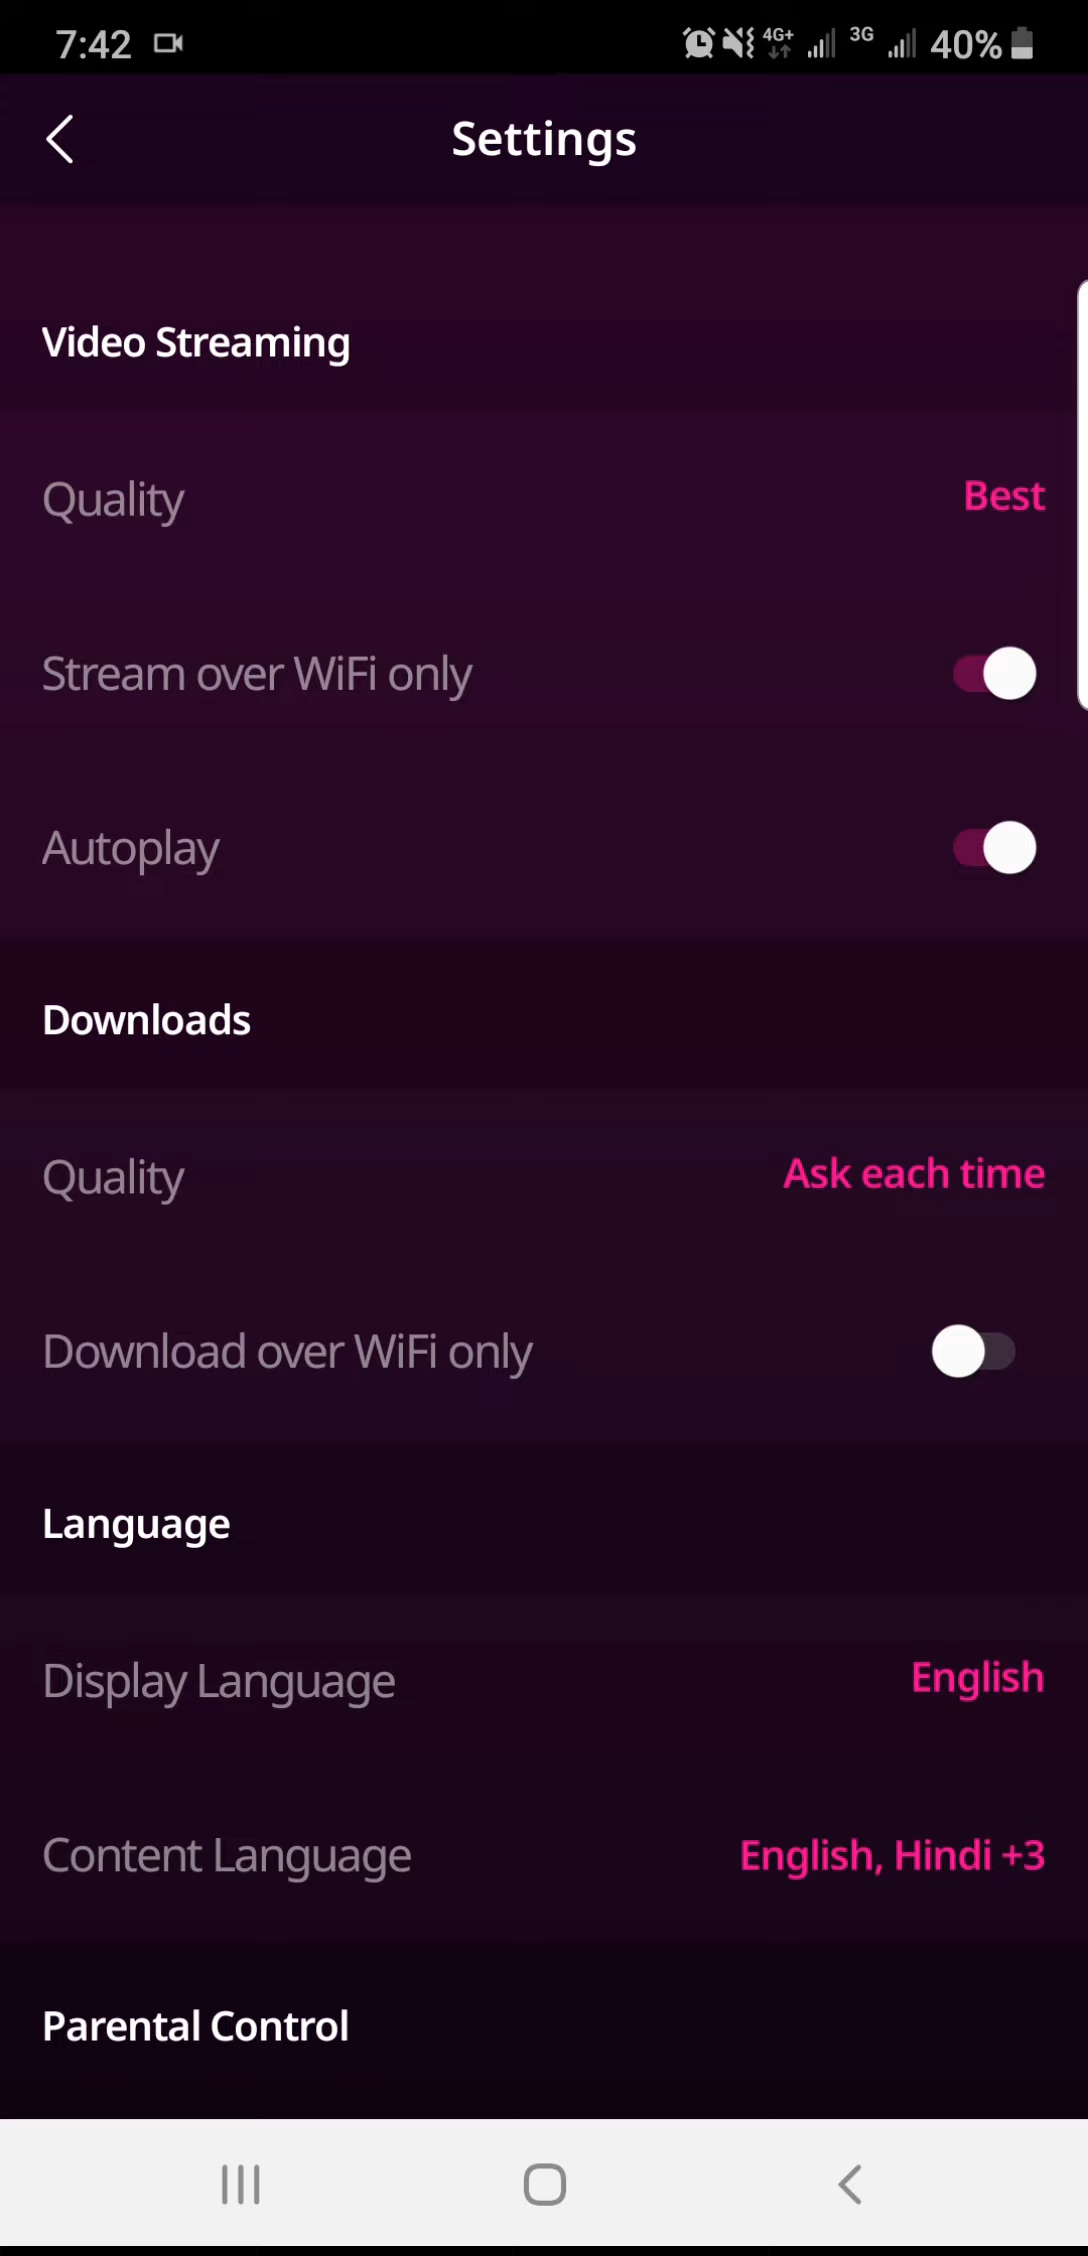 7:42 4G+ 3G 40%
Settings
Video Streaming
Quality Best
Stream over WiFi only
Autoplay
Downloads
Quality Ask each time
Download over WiFi only
Language
Display Language English
Content Language English, Hindi +3
Parental Control